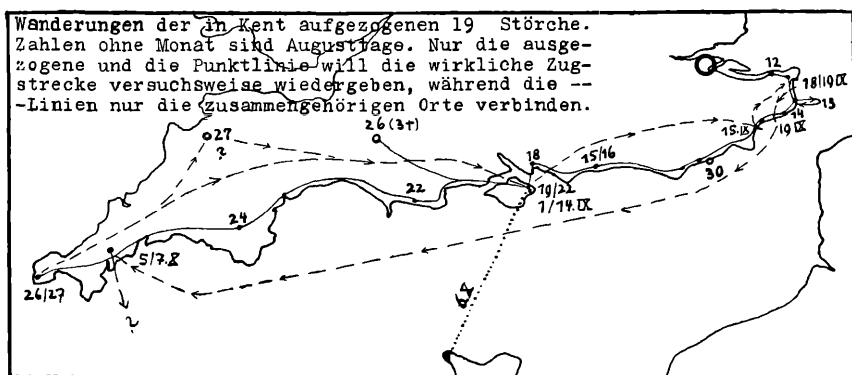 Wanderungen der in Kent aufgezogenen 19 Störche.
Zahlen ohne Monat sind Augusttage. Nur die ausge-
zogene und die Punktlinie will die wirkliche Zug-
strecke versuchsweise wiedergeben, während die --
-Linien nur die zusammengehörigen Orte verbinden.
12
18/19 IX
13
14
19 IX
15.IX
27
?
26 (3+)
18
15/16
30
19/22
1/14.IX
22
24
5/7.X
26/27
?